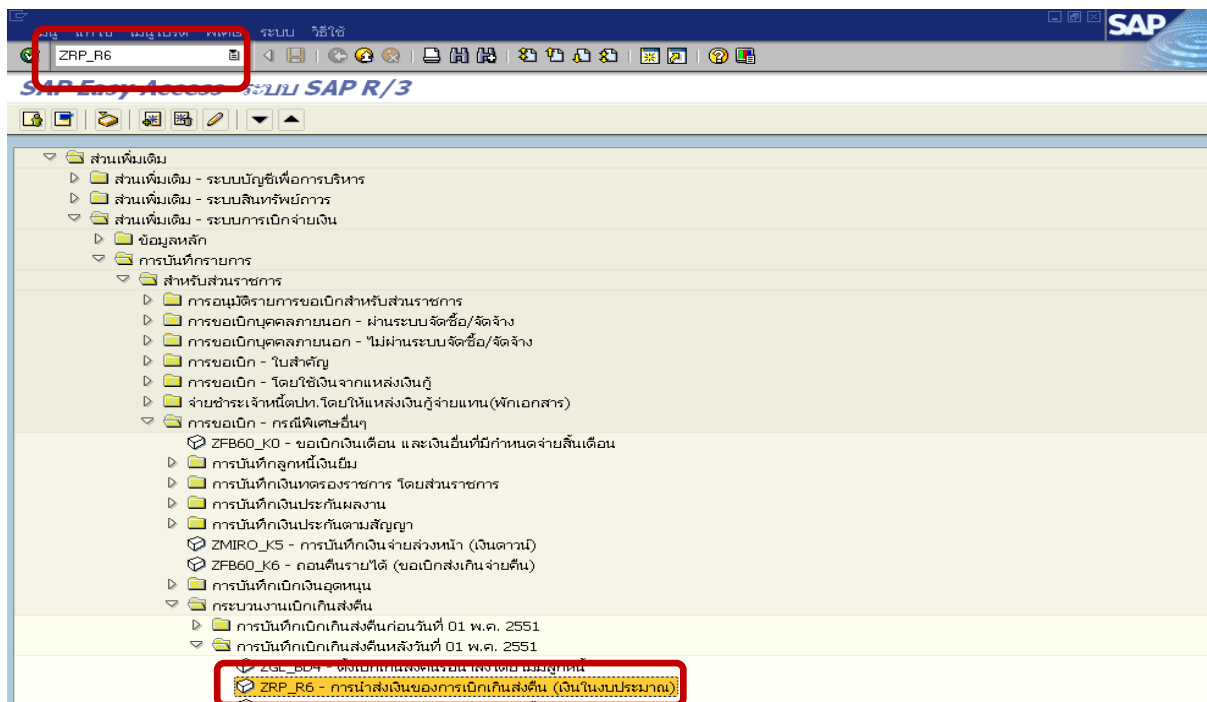 ระบบ วิธีใช้
SAP
ZRP_R6
SAP Easy Access ระบบ SAP R/3
ส่วนเพิ่มเติม
ส่วนเพิ่มเติม - ระบบบัญชีเพื่อการบริหาร
ส่วนเพิ่มเติม - ระบบสินทรัพย์ถาวร
ส่วนเพิ่มเติม - ระบบการเบิกจ่ายเงิน
ข้อมูลหลัก
การบันทึกรายการ
สำหรับส่วนราชการ
การอนุมัติรายการขอเบิกสำหรับส่วนราชการ
การขอเบิกบุคคลภายนอก - ผ่านระบบจัดซื้อ/จัดจ้าง
การขอเบิกบุคคลภายนอก - ไม่ผ่านระบบจัดซื้อ/จัดจ้าง
การขอเบิก - ใบสำคัญ
การขอเบิก - โดยใช้เงินจากแหล่งเงินกู้
จ่ายชำระเจ้าหนี้ตปท.โดยให้แหล่งเงินกู้จ่ายแทน(พักเอกสาร)
การขอเบิก - กรณีพิเศษอื่นๆ
ZFB60_K0 - ขอเบิกเงินเดือน และเงินอื่นที่มีกำหนดจ่ายสิ้นเดือน
การบันทึกลูกหนี้เงินยืม
การบันทึกเงินทดรองราชการ โดยส่วนราชการ
การบันทึกเงินประกันผลงาน
การบันทึกเงินประกันตามสัญญา
ZMIRO_K5 - การบันทึกเงินจ่ายล่วงหน้า (เงินดาวน์)
ZFB60_K6 - ถอนคืนรายได้ (ขอเบิกส่งเกินจ่ายคืน)
การบันทึกเบิกเงินอุดหนุน
กระบวนงานเบิกเกินส่งคืน
การบันทึกเบิกเกินส่งคืนก่อนวันที่ 01 พ.ค. 2551
การบันทึกเบิกเกินส่งคืนหลังวันที่ 01 พ.ค. 2551
ZGL_BD4 - ตั้งเบิกเกินส่งคืนรอนำส่งโดยไม่มีลูกหนี้
ZRP_R6 - การนำส่งเงินของการเบิกเกินส่งคืน (เงินในงบประมาณ)